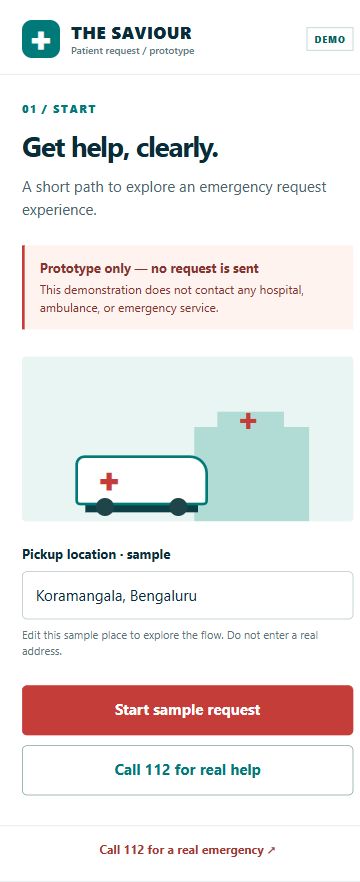 THE SAVIOUR
Patient request / prototype
DEMO
01 / START
Get help, clearly.
A short path to explore an emergency request
experience.
Prototype only — no request is sent
This demonstration does not contact any hospital,
ambulance, or emergency service.
Pickup location · sample
Koramangala, Bengaluru
Edit this sample place to explore the flow. Do not enter a real
address.
Start sample request
Call 112 for real help
Call 112 for a real emergency ↗